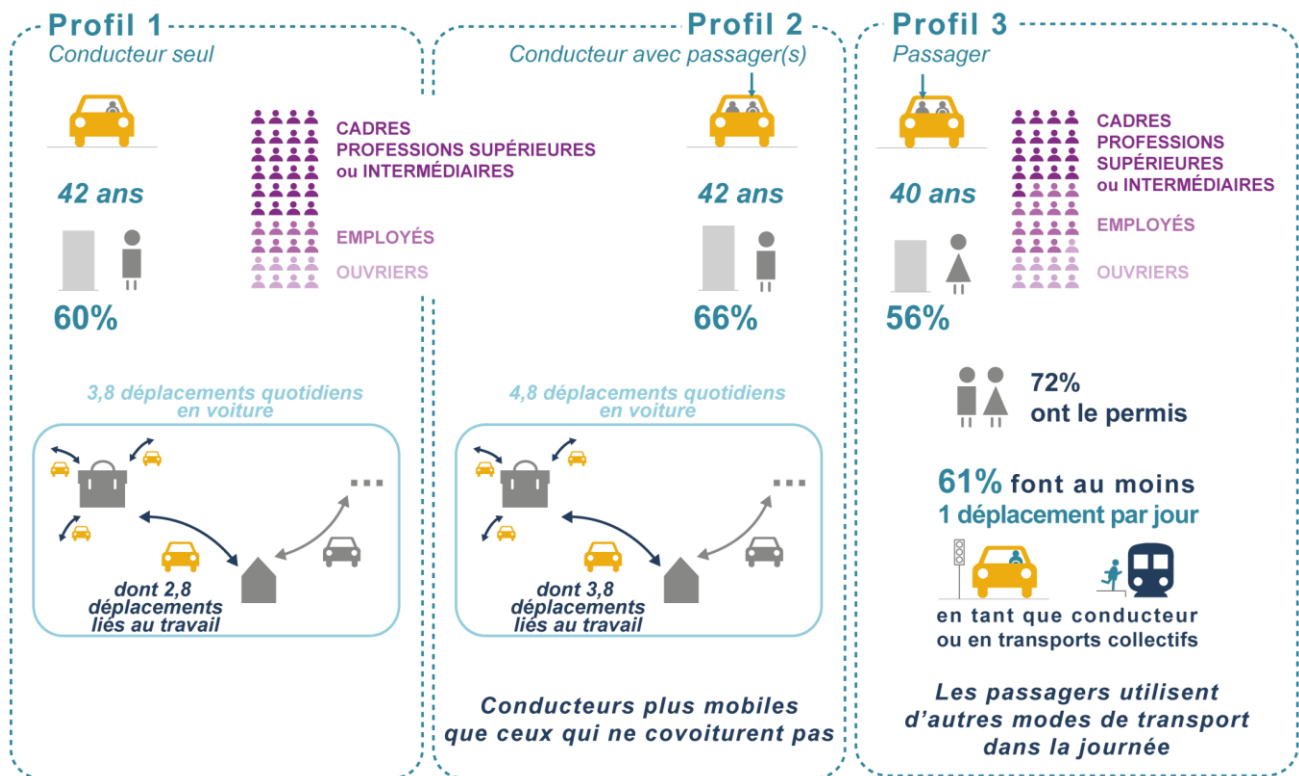 Profil 1
Conducteur seul
42 ans
60%
CADRES
PROFESSIONS SUPÉRIEURES
ou INTERMÉDIAIRES
EMPLOYÉS
OUVRIERS
3,8 déplacements quotidiens
en voiture
dont 2,8
déplacements
liés au travail
Profil 2
Conducteur avec passager(s)
42 ans
66%
4,8 déplacements quotidiens
en voiture
dont 3,8
déplacements
liés au travail
Conducteurs plus mobiles
que ceux qui ne covoiturent pas
Profil 3
Passager
40 ans
56%
CADRES
PROFESSIONS
SUPÉRIEURES
ou INTERMÉDIAIRES
EMPLOYÉS
OUVRIERS
72%
ont le permis
61% font au moins
1 déplacement par jour
en tant que conducteur
ou en transports collectifs
Les passagers utilisent
d'autres modes de transport
dans la journée